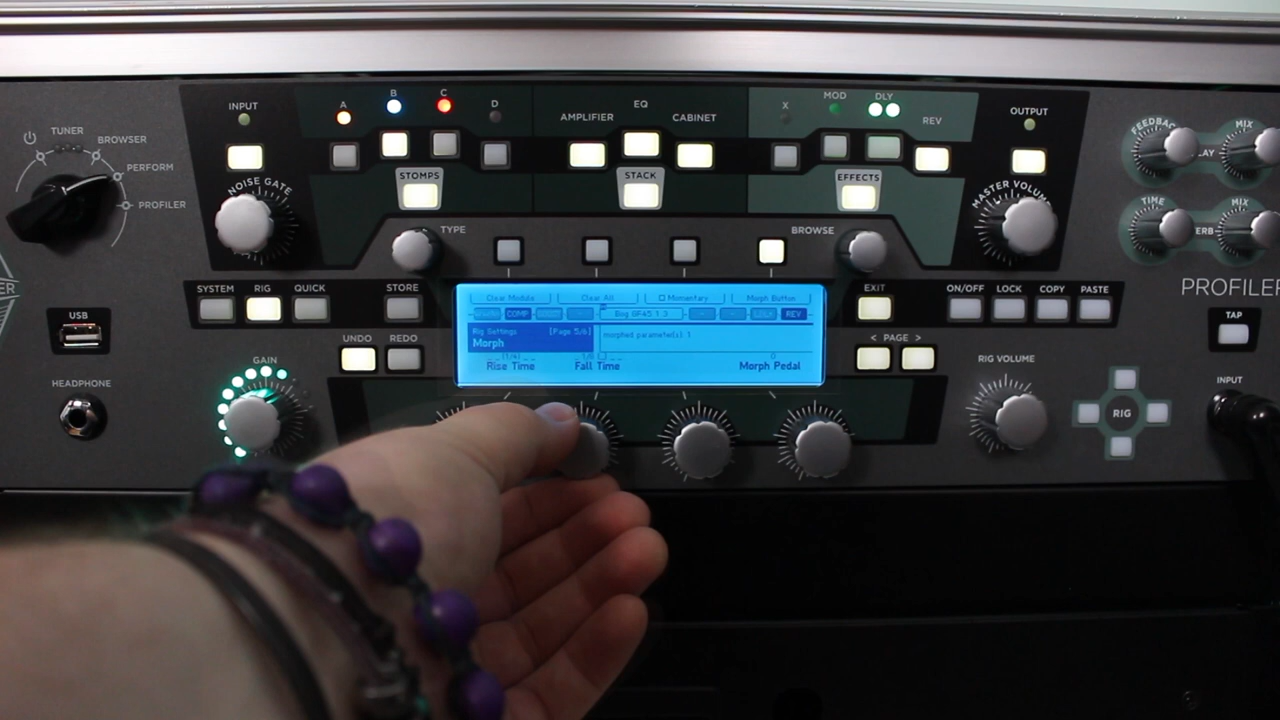 INPUT
A
B
C
D
EQ
AMPLIFIER
CABINET
X
MOD
DLY
REV
OUTPUT
TUNER
BROWSER
PERFORM
PROFILER
NOISE GATE
STOMPS
STACK
EFFECTS
MASTER VOLUME
FEEDBACK
MIX
TIME
MIX
TYPE
BROWSE
SYSTEM
RIG
QUICK
STORE
EXIT
ON/OFF
LOCK
COPY
PASTE
PROFILER
USB
TAP
UNDO
REDO
< PAGE >
Clear Module
Clear All
Momentary
Morph Button
COMP
REV
Rig Settings
[Page 5/6]
Morph
morphed parameter(s): 1
Rise Time
Fall Time
0
Morph Pedal
GAIN
RIG VOLUME
HEADPHONE
RIG
INPUT